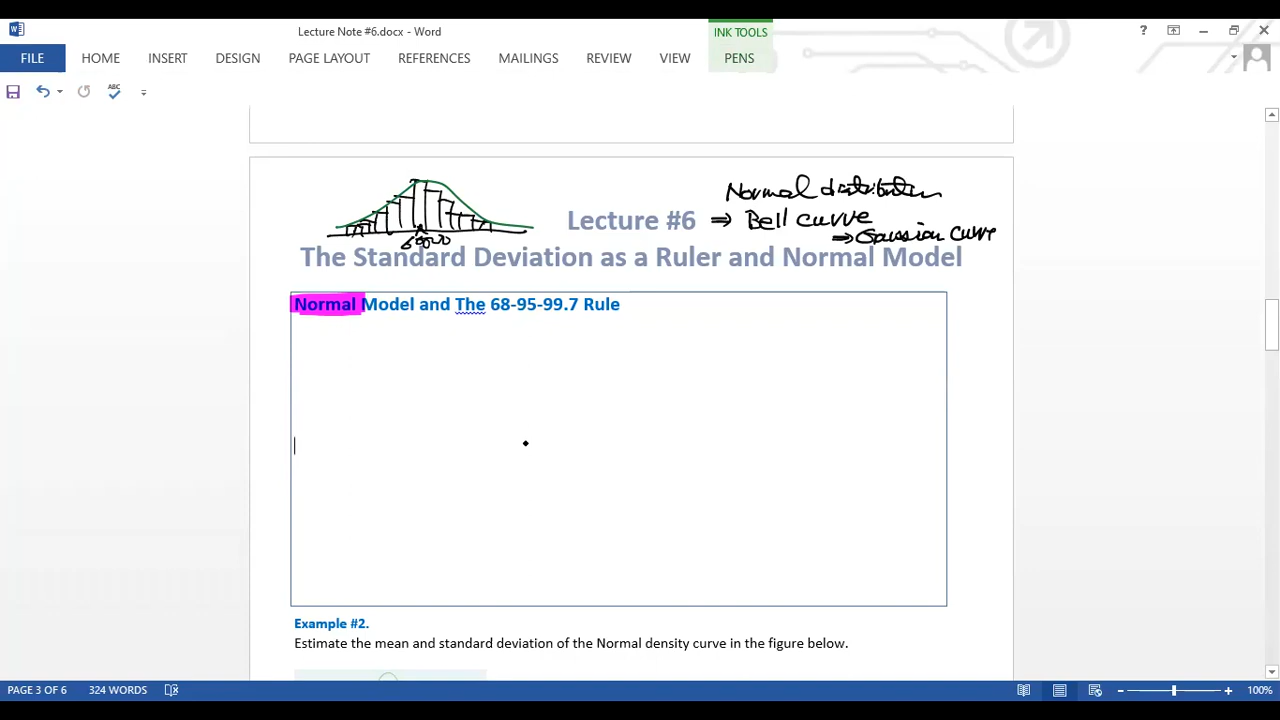 Lecture Note #6.docx - Word
INK TOOLS
?
FILE HOME INSERT DESIGN PAGE LAYOUT REFERENCES MAILINGS REVIEW VIEW PENS
ABC
Normal distribution
Lecture #6 ⇒ Bell curve
⇒ Gaussian curve
The Standard Deviation as a Ruler and Normal Model
Normal Model and The 68-95-99.7 Rule
Example #2.
Estimate the mean and standard deviation of the Normal density curve in the figure below.
PAGE 3 OF 6 324 WORDS 100%